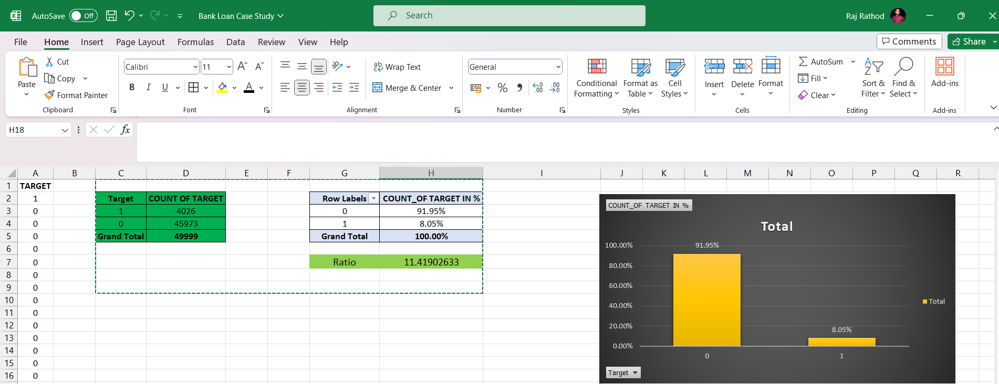 AutoSave Off Bank Loan Case Study Search Raj Rathod
File Home Insert Page Layout Formulas Data Review View Help Comments Share
Paste Cut Copy Format Painter Clipboard
Calibri 11 A A B I U A Font
ab Wrap Text Merge & Center Alignment
General % Number
Conditional Formatting Format as Table Cell Styles Styles
Insert Delete Format Cells
AutoSum Fill Clear Sort & Filter Find & Select Editing
Add-ins Add-ins
H18 fx
A B C D E F G H I J K L M N O P Q R
1 TARGET
2 1 Target COUNT OF TARGET Row Labels COUNT_OF TARGET IN %
3 0 1 4026 0 91.95%
4 0 0 45973 1 8.05%
5 0 Grand Total 49999 Grand Total 100.00%
6 0
7 0 Ratio 11.41902633
8 0
9 0
10 0
11 0
12 0
13 0
14 0
15 0
16 0
COUNT_OF TARGET IN %
Total
100.00%
80.00%
60.00%
40.00%
20.00%
0.00%
91.95%
8.05%
0 1
Total
Target